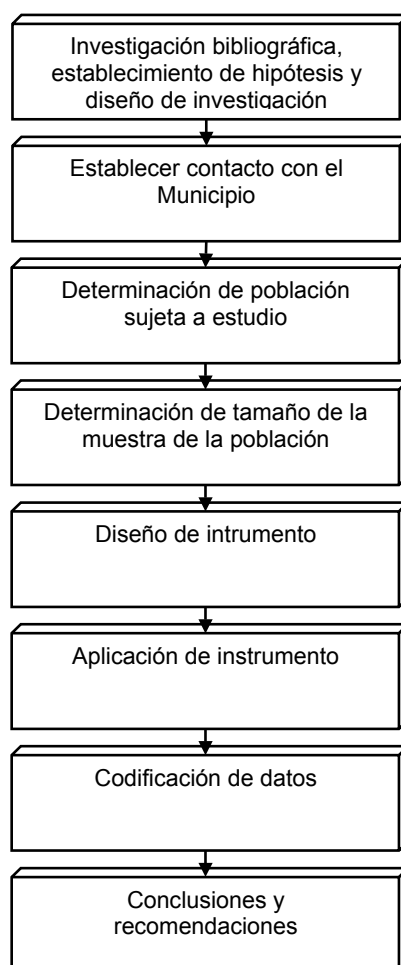 Investigación bibliográfica,
establecimiento de hipótesis y
diseño de investigación
Establecer contacto con el
Municipio
Determinación de población
sujeta a estudio
Determinación de tamaño de la
muestra de la población
Diseño de intrumento
Aplicación de instrumento
Codificación de datos
Conclusiones y
recomendaciones